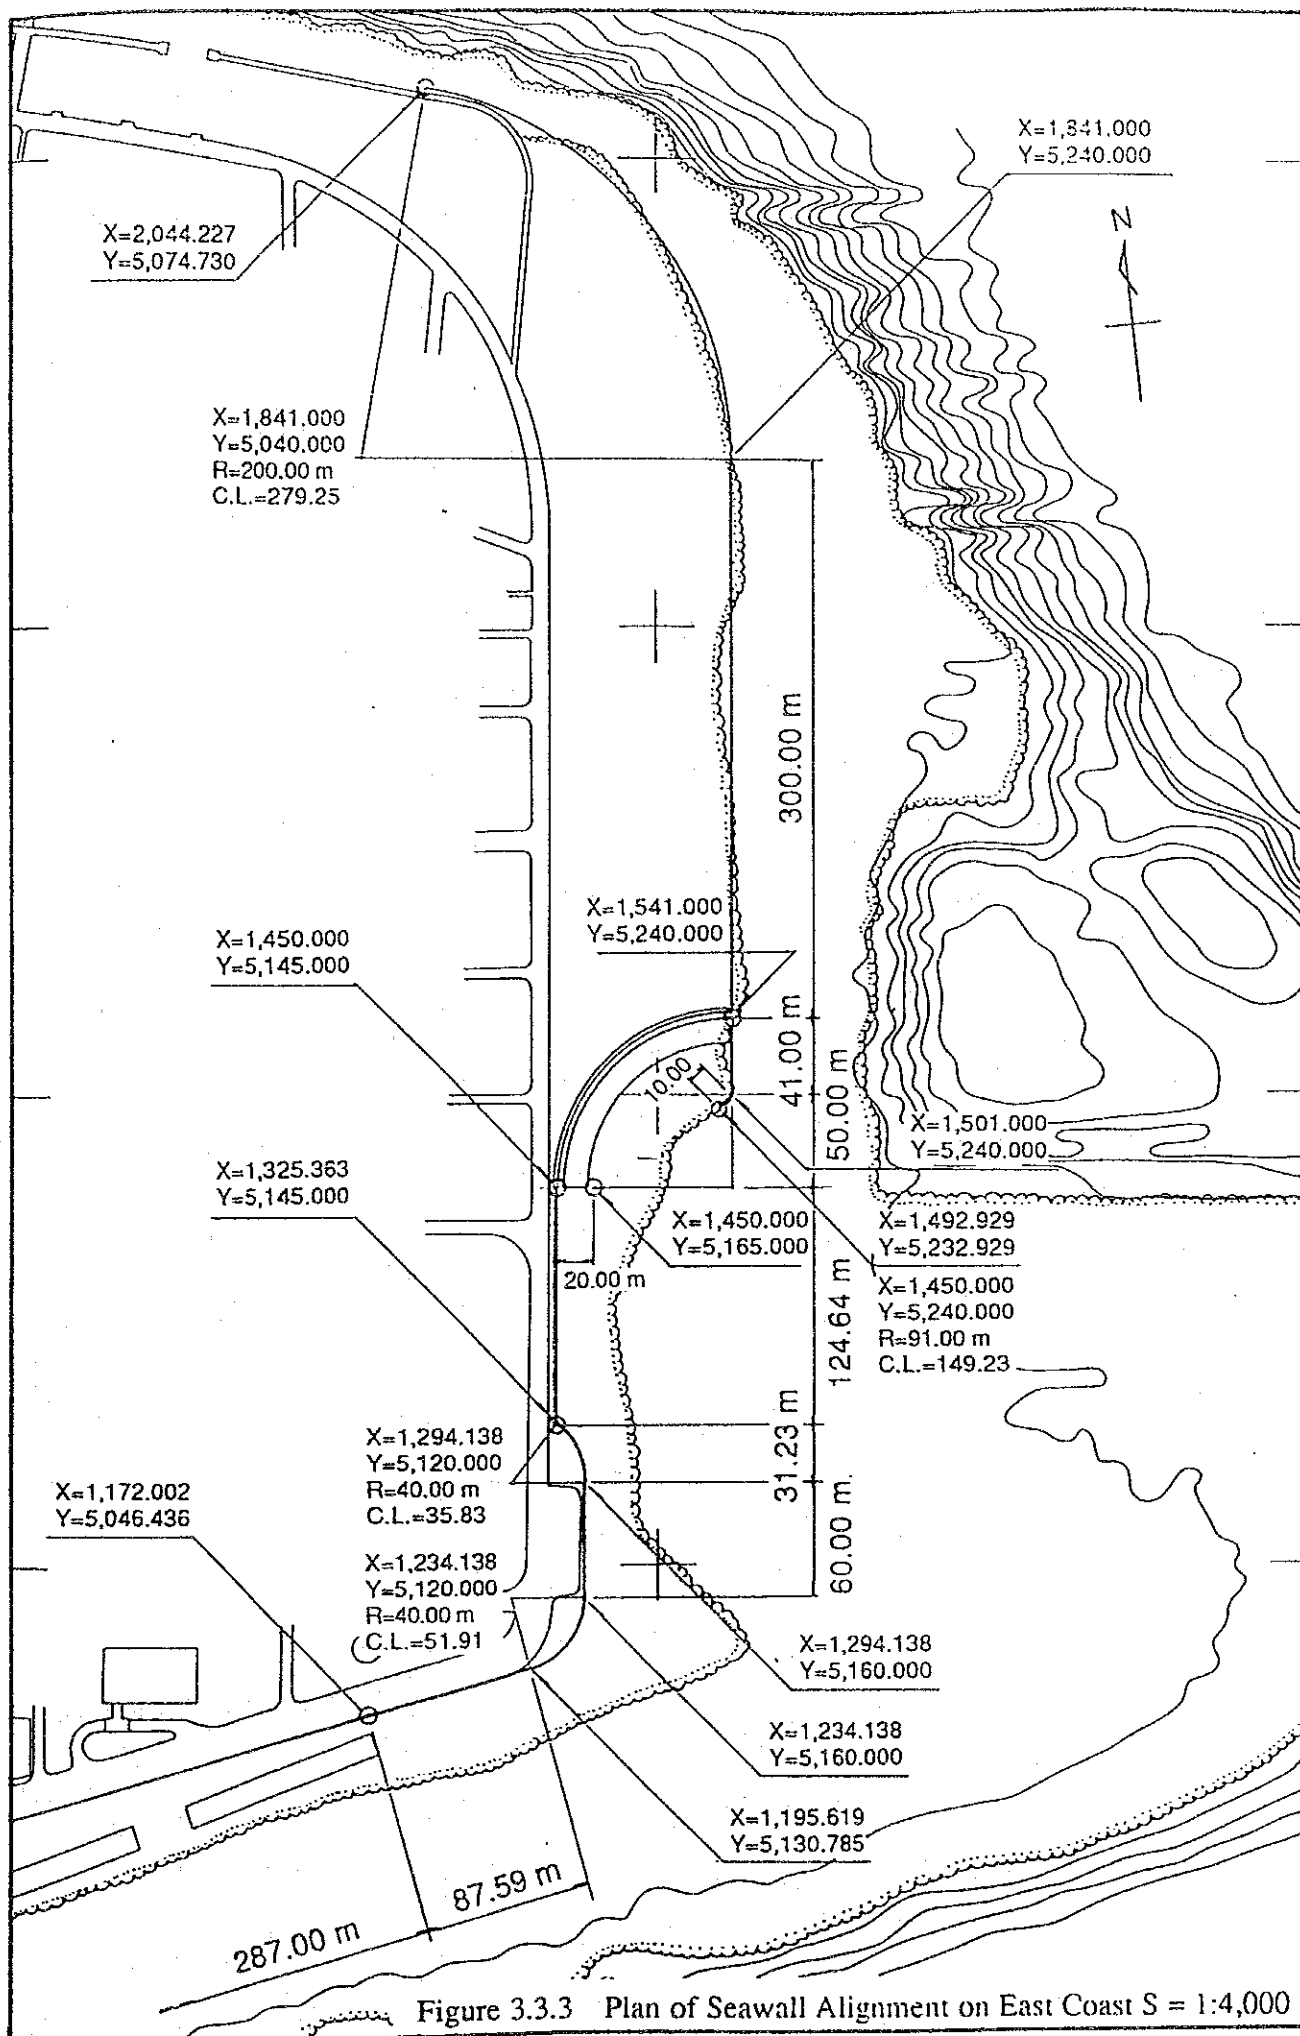 X=1,841.000
Y=5,240.000
N
X=2,044.227
Y=5,074.730
X=1,841.000
Y=5,040.000
R=200.00 m
C.L.=279.25
300.00 m
X=1,541.000
Y=5,240.000
X=1,450.000
Y=5,145.000
41.00 m
10.00
50.00 m
X=1,501.000
Y=5,240.000
X=1,325.363
Y=5,145.000
X=1,450.000
Y=5,165.000
X=1,492.929
Y=5,232.929
20.00 m
124.64 m
X=1,450.000
Y=5,240.000
R=91.00 m
C.L.=149.23
X=1,294.138
Y=5,120.000
R=40.00 m
C.L.=35.83
31.23 m
X=1,172.002
Y=5,046.436
60.00 m.
X=1,234.138
Y=5,120.000
R=40.00 m
C.L.=51.91
X=1,294.138
Y=5,160.000
X=1,234.138
Y=5,160.000
X=1,195.619
Y=5,130.785
87.59 m
287.00 m
Figure 3.3.3 Plan of Seawall Alignment on East Coast S = 1:4,000